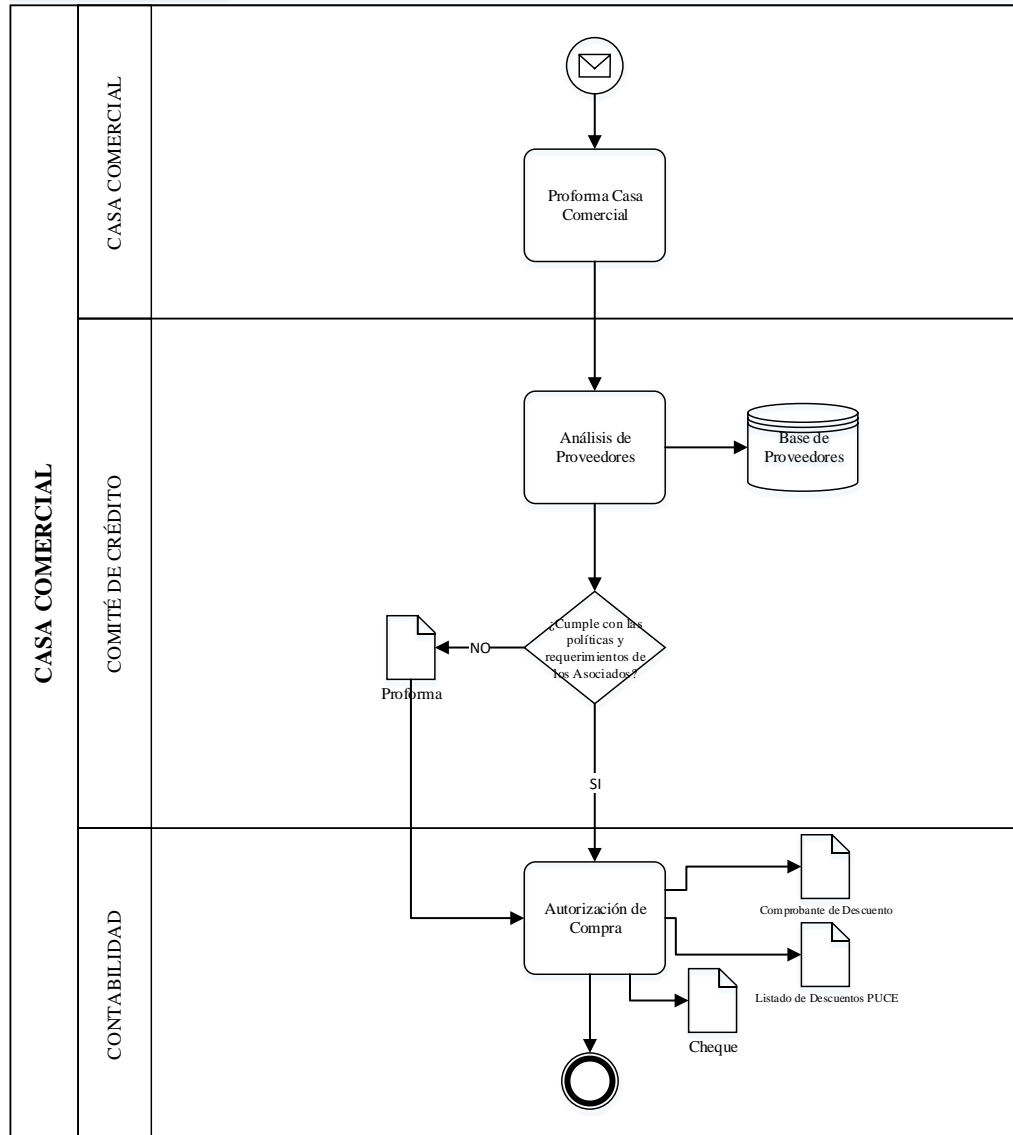 CASA COMERCIAL
CASA COMERCIAL
Proforma Casa
Comercial
COMITÉ DE CRÉDITO
Análisis de
Proveedores
Base de
Proveedores
¿Cumple con las
políticas y
requerimientos de
los Asociados?
NO
Proforma
SI
CONTABILIDAD
Autorización de
Compra
Comprobante de Descuento
Listado de Descuentos PUCE
Cheque